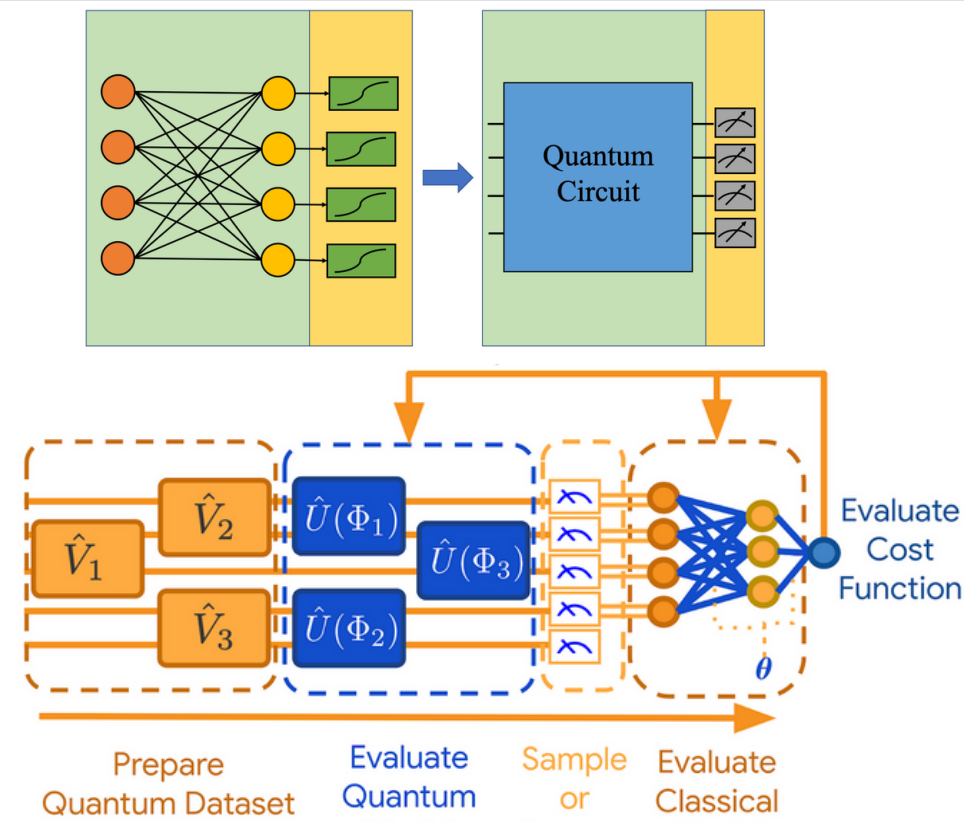 Quantum
Circuit
V̂₁
V̂₂
V̂₃
Û(Φ₁)
Û(Φ₂)
Û(Φ₃)
θ
Evaluate
Cost
Function
Prepare
Quantum Dataset
Evaluate
Quantum
Sample
or
Evaluate
Classical